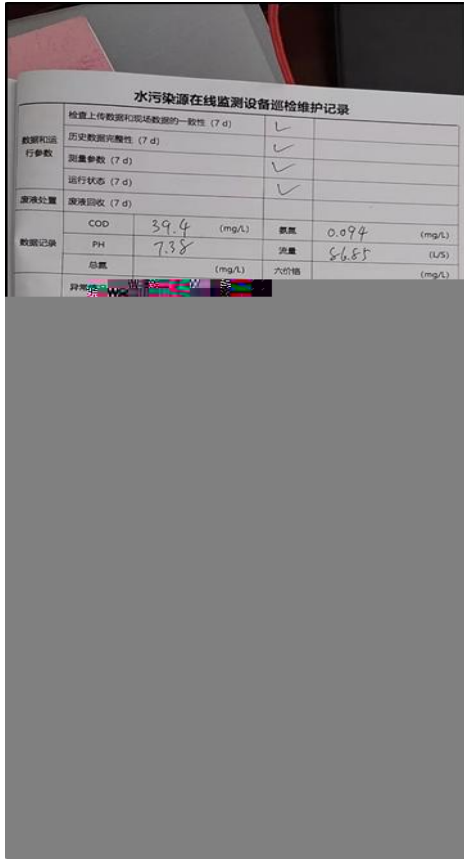 水污染源在线监测设备巡检维护记录
数据和运行参数
检查上传数据和现场数据的一致性（7 d） ✓
历史数据完整性（7 d） ✓
测量参数（7 d） ✓
运行状态（7 d） ✓
废液处置 废液回收（7 d）
数据记录
COD 39.4 (mg/L) 氨氮 0.094 (mg/L)
PH 7.38 流量 86.85 (L/S)
总氮 (mg/L) 六价铬 (mg/L)
异常